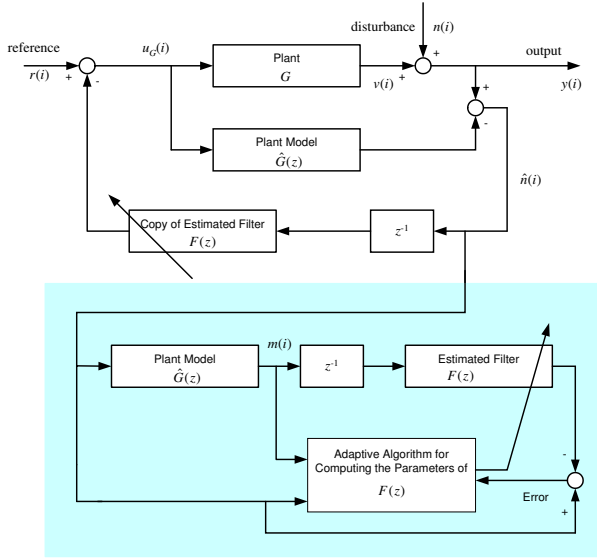 disturbance n(i)
reference
u_G(i)
Plant
G
output
r(i)
+
-
v(i)
+
+
y(i)
+
-
Plant Model
Ĝ(z)
n̂(i)
Copy of Estimated Filter
F(z)
z⁻¹
m(i)
Plant Model
Ĝ(z)
z⁻¹
Estimated Filter
F(z)
-
Adaptive Algorithm for
Computing the Parameters of
F(z)
Error
+